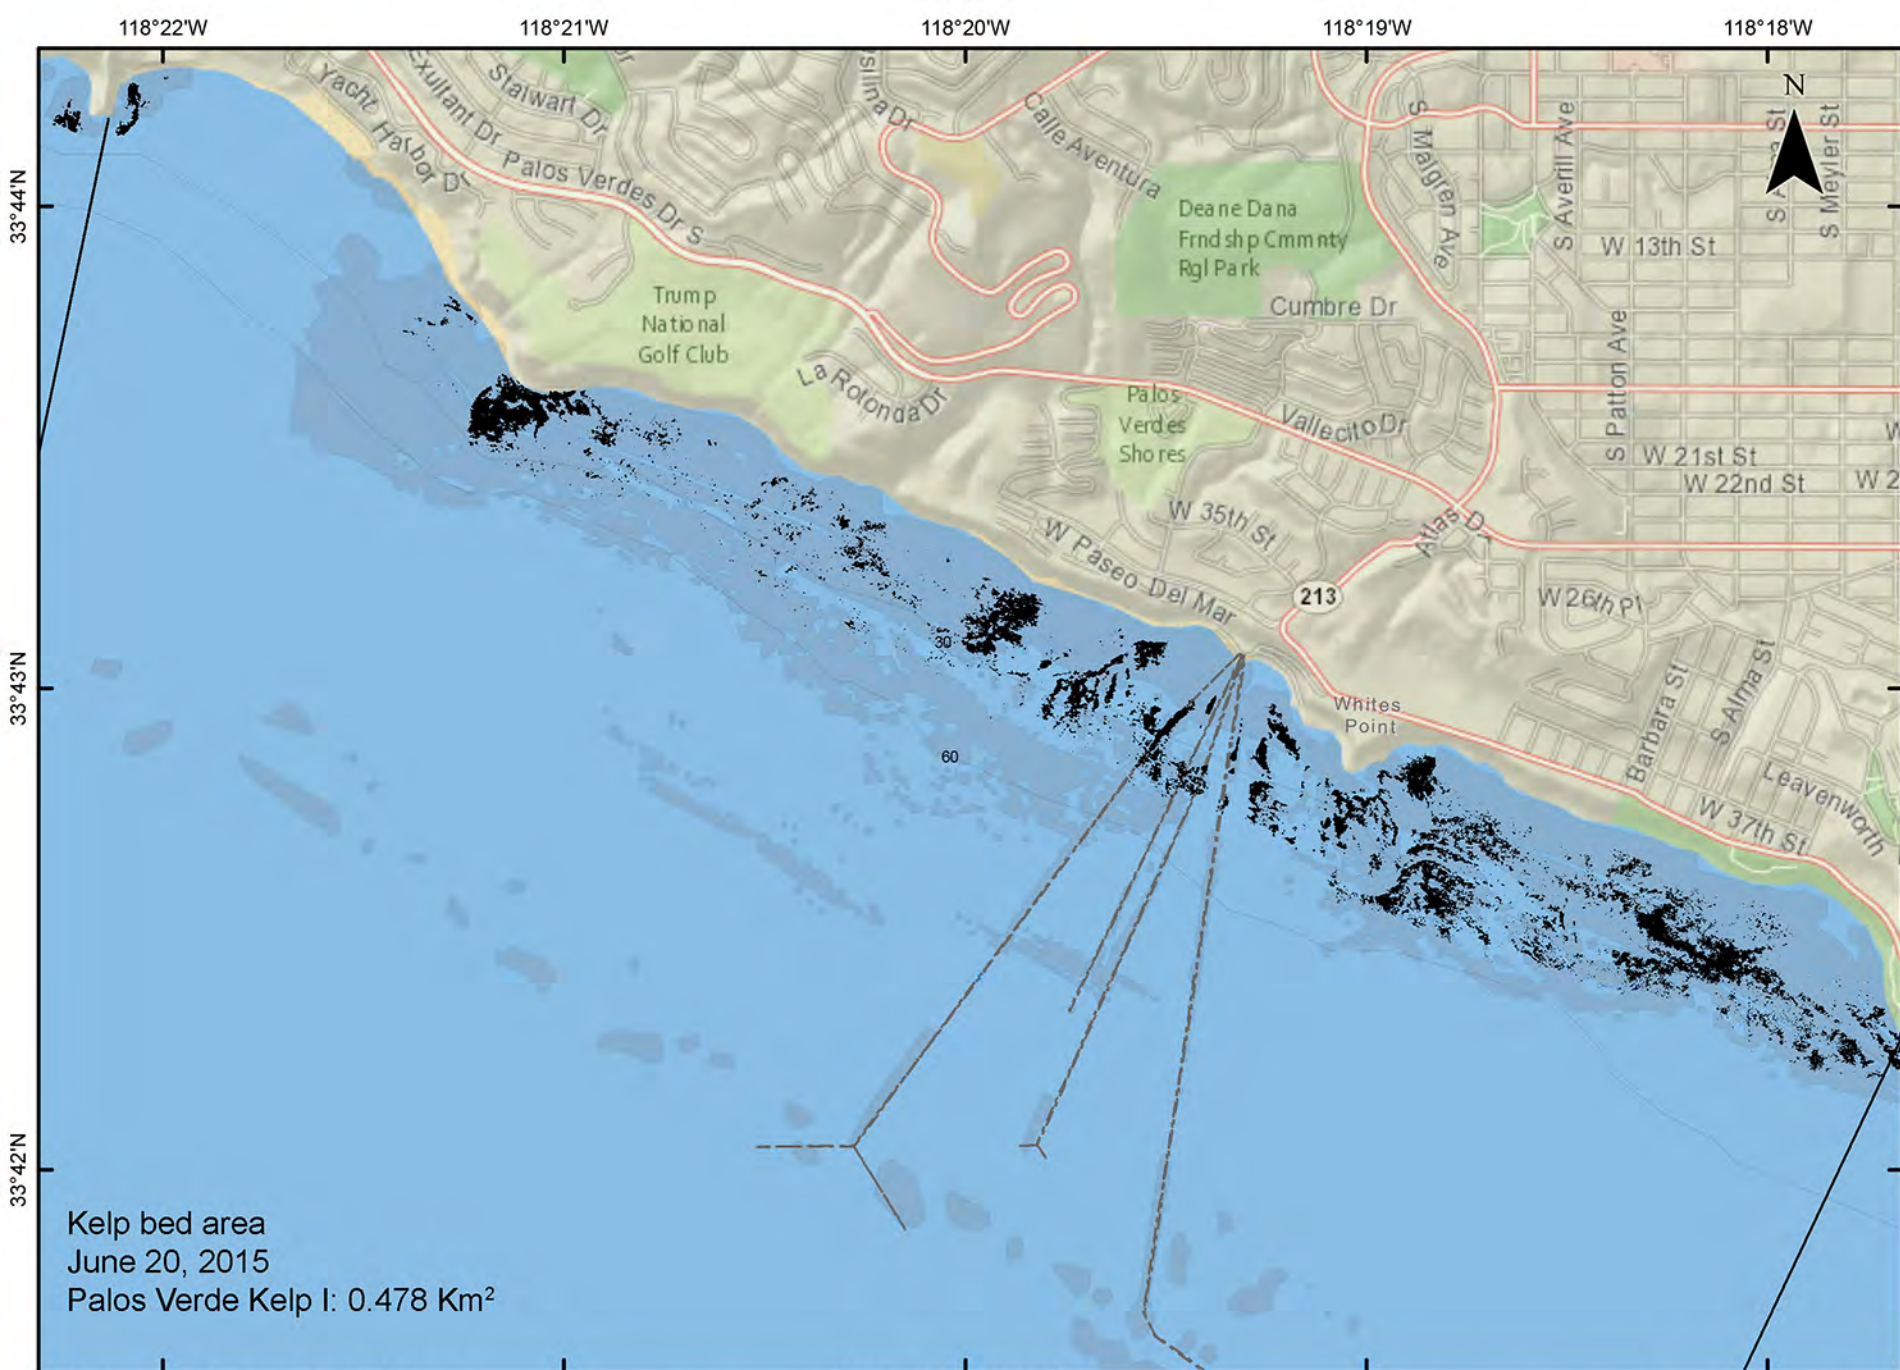 118°22'W
118°21'W
118°20'W
118°19'W
118°18'W
33°44'N
33°43'N
33°42'N
N
Yacht Harbor Dr
Exultant Dr
Stalwart Dr
Dr
Palos Verdes Dr S
Calle Aventura
Deane Dana
Frndshp Cmmnty
Rgl Park
S Malgren Ave
S Averill Ave
S Alma St
S Meyler St
W 13th St
Trump
National
Golf Club
Cumbre Dr
La Rotonda Dr
Palos
Verdes
Shores
Vallecito Dr
S Patton Ave
W 21st St
W 22nd St
W
W 2
W 35th St
Atlas Dr
W Paseo Del Mar
213
W 26th Pl
30
60
Whites
Point
Barbara St
S Alma St
Leavenworth
W 37th St
Kelp bed area
June 20, 2015
Palos Verde Kelp I: 0.478 Km²